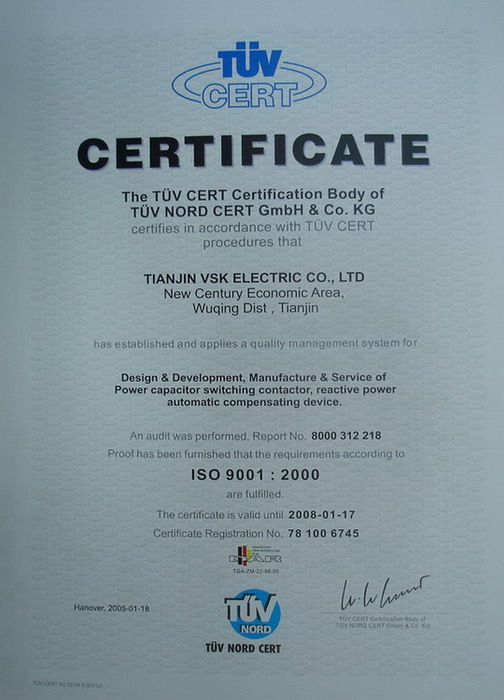 TÜV
CERT
CERTIFICATE
The TÜV CERT Certification Body of
TÜV NORD CERT GmbH & Co. KG
certifies in accordance with TÜV CERT
procedures that
TIANJIN VSK ELECTRIC CO., LTD
New Century Economic Area,
Wuqing Dist , Tianjin
has established and applies a quality management system for
Design & Development, Manufacture & Service of
Power capacitor switching contactor, reactive power
automatic compensating device.
An audit was performed, Report No. 8000 312 218
Proof has been furnished that the requirements according to
ISO 9001 : 2000
are fulfilled.
The certificate is valid until 2008-01-17
Certificate Registration No. 78 100 6745
TGA-ZM-22-96-00
Hanover, 2005-01-18
TÜV
NORD
TÜV NORD CERT
TÜV CERT Certification Body of
TÜV NORD CERT GmbH & Co. KG